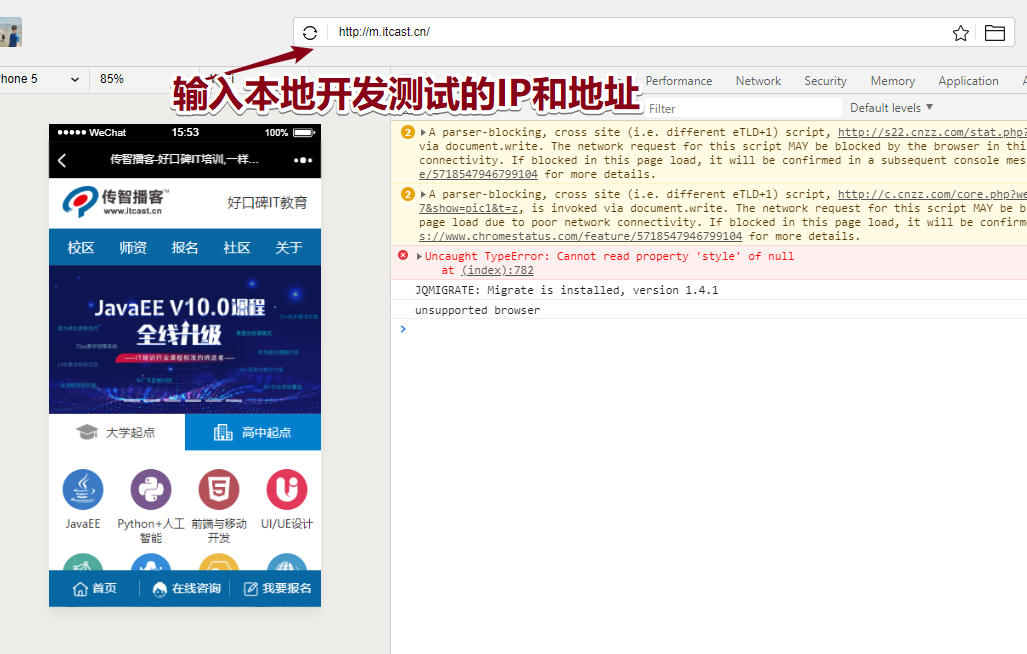 http://m.itcast.cn/
hone 5
85%
输入本地开发测试的IP和地址
Performance
Network
Security
Memory
Application
Filter
Default levels ▼
WeChat
15:53
100%
传智播客-好口碑IT培训,一样...
传智播客™
www.itcast.cn
好口碑IT教育
校区
师资
报名
社区
关于
JavaEE V10.0课程
全线升级
IT培训行业课程标准的缔造者
大学起点
高中起点
JavaEE
Python+人工
智能
前端与移动
开发
UI/UE设计
首页
在线咨询
我要报名
2 A parser-blocking, cross site (i.e. different eTLD+1) script, http://s22.cnzz.com/stat.php?
via document.write. The network request for this script MAY be blocked by the browser in thi
connectivity. If blocked in this page load, it will be confirmed in a subsequent console mes
e/5718547946799104 for more details.
2 A parser-blocking, cross site (i.e. different eTLD+1) script, http://c.cnzz.com/core.php?we
7&show=pic1&t=z, is invoked via document.write. The network request for this script MAY be b
page load due to poor network connectivity. If blocked in this page load, it will be confirm
s://www.chromestatus.com/feature/5718547946799104 for more details.
Uncaught TypeError: Cannot read property 'style' of null
at (index):782
JQMIGRATE: Migrate is installed, version 1.4.1
unsupported browser